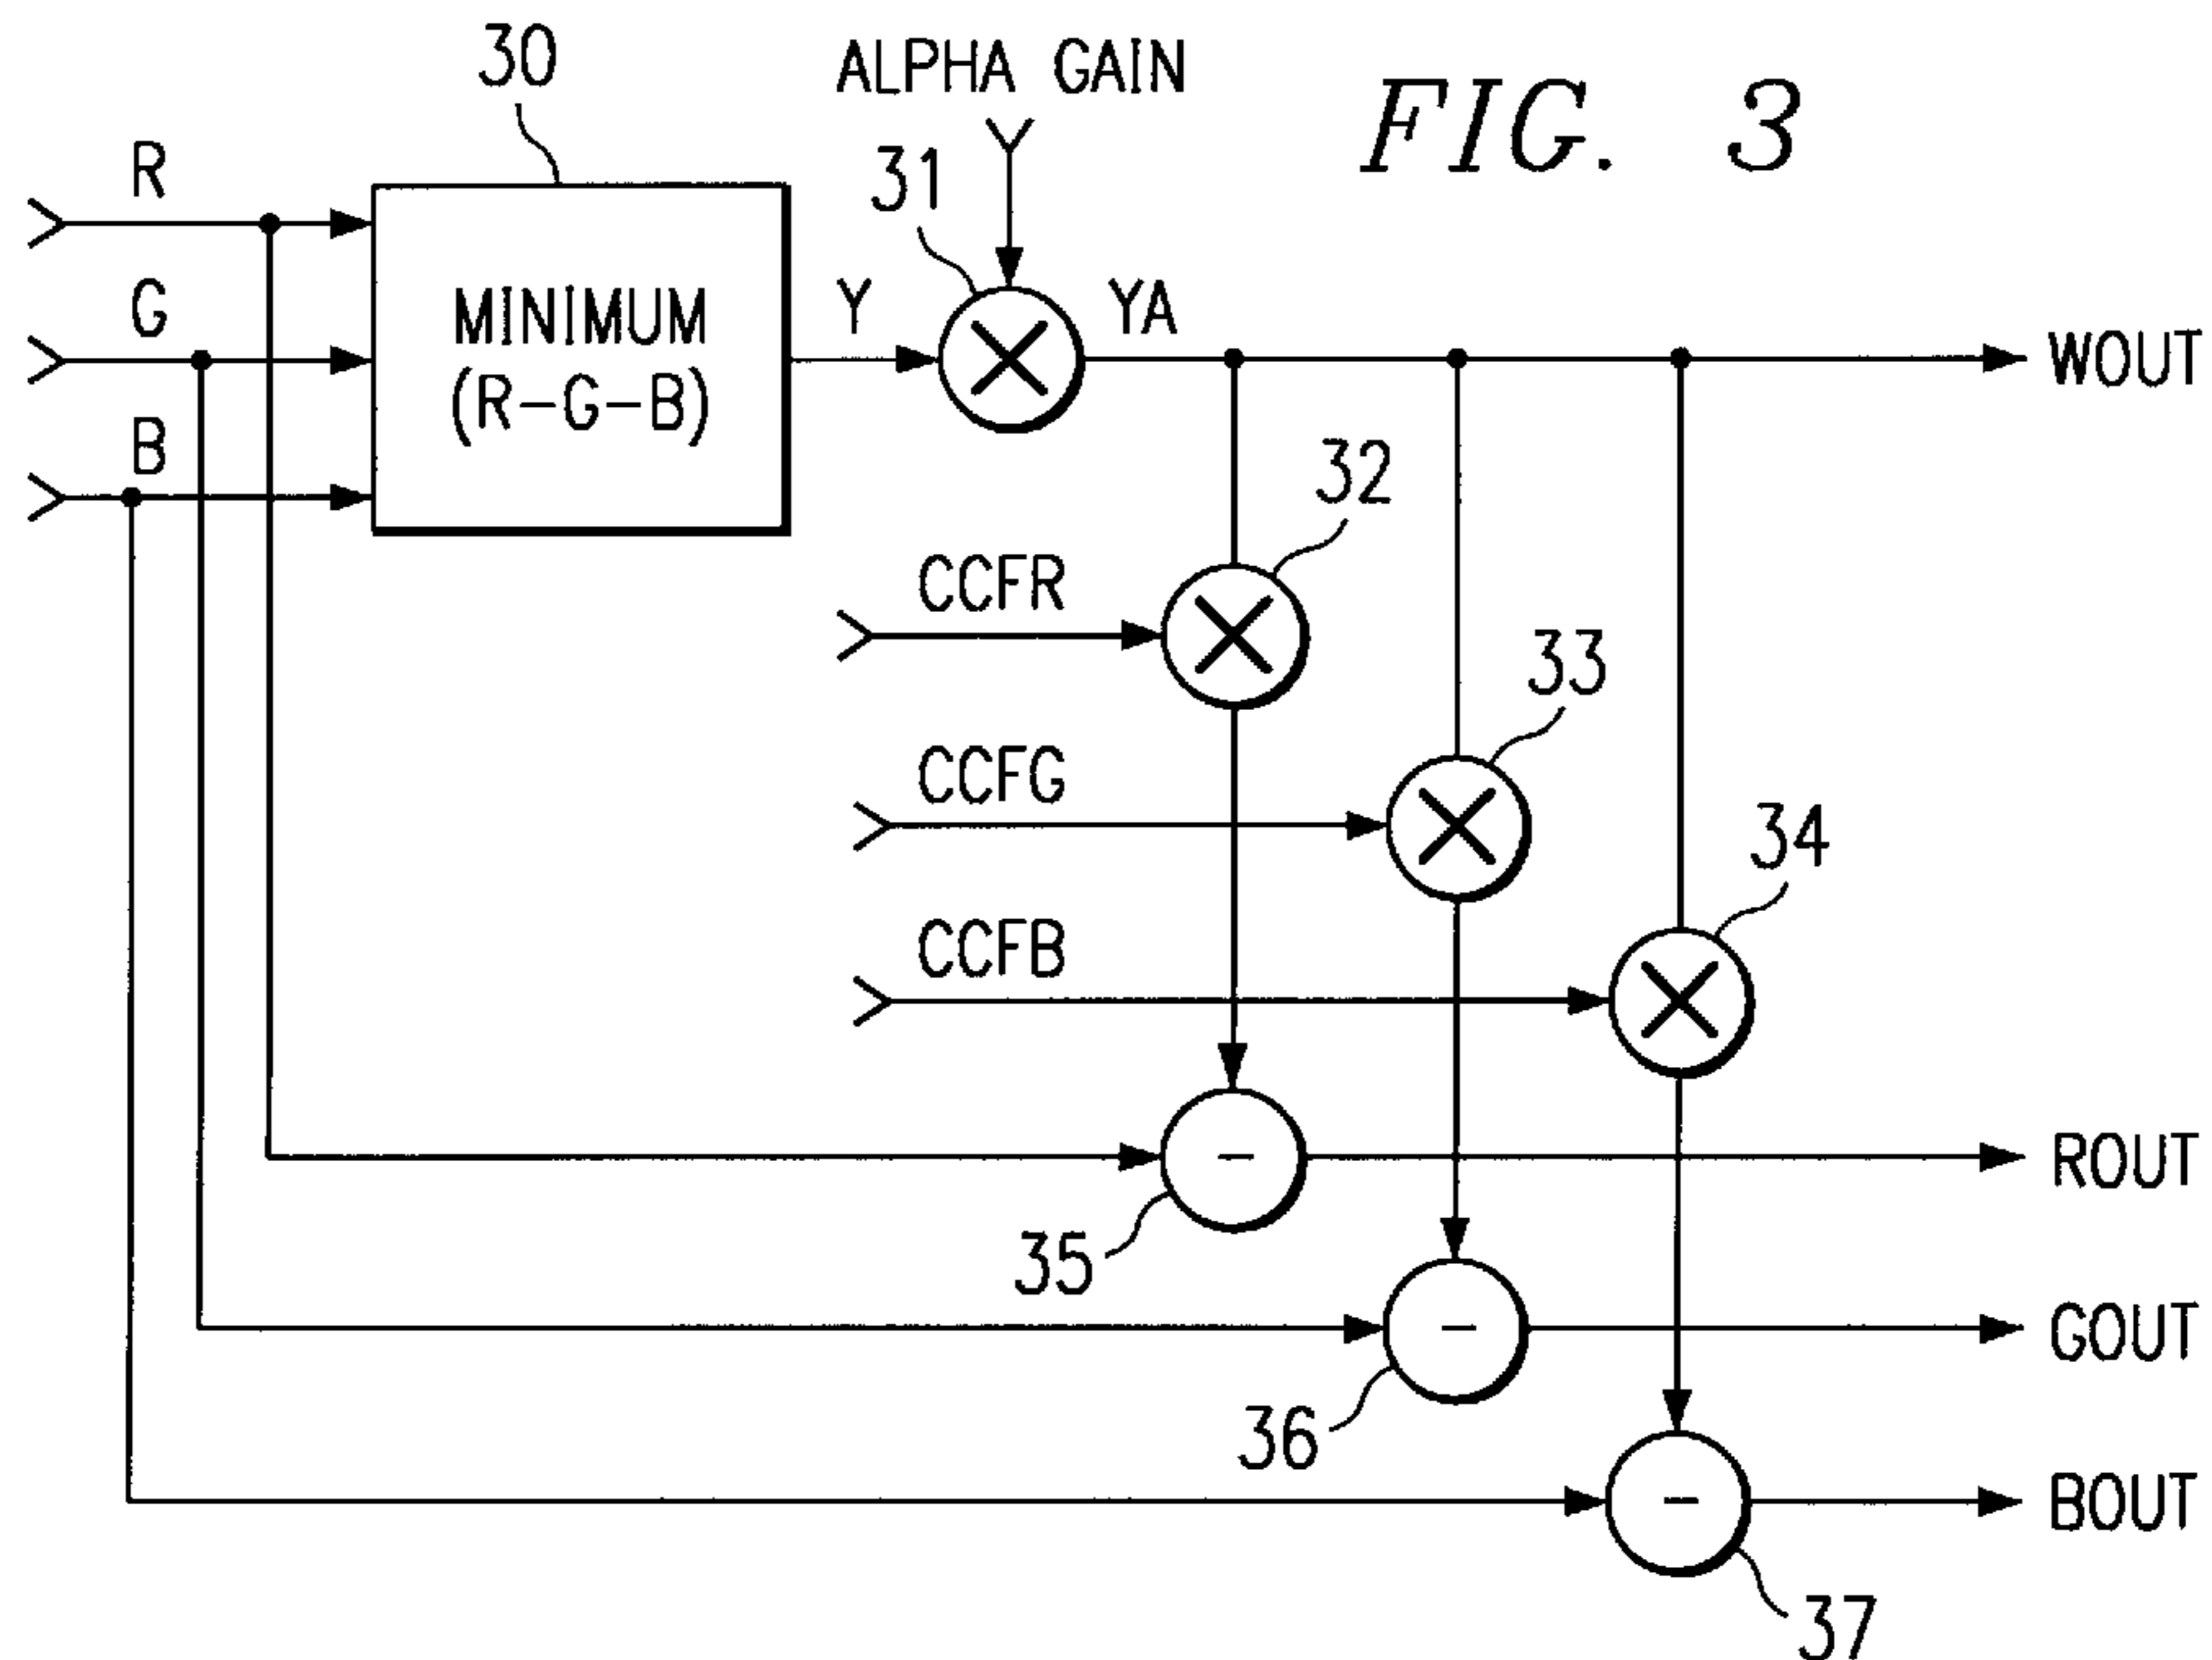 30
ALPHA GAIN
FIG. 3
R
31
G
MINIMUM
(R-G-B)
Y
YA
WOUT
B
32
CCFR
33
CCFG
34
CCFB
-
ROUT
35
-
GOUT
36
-
BOUT
37